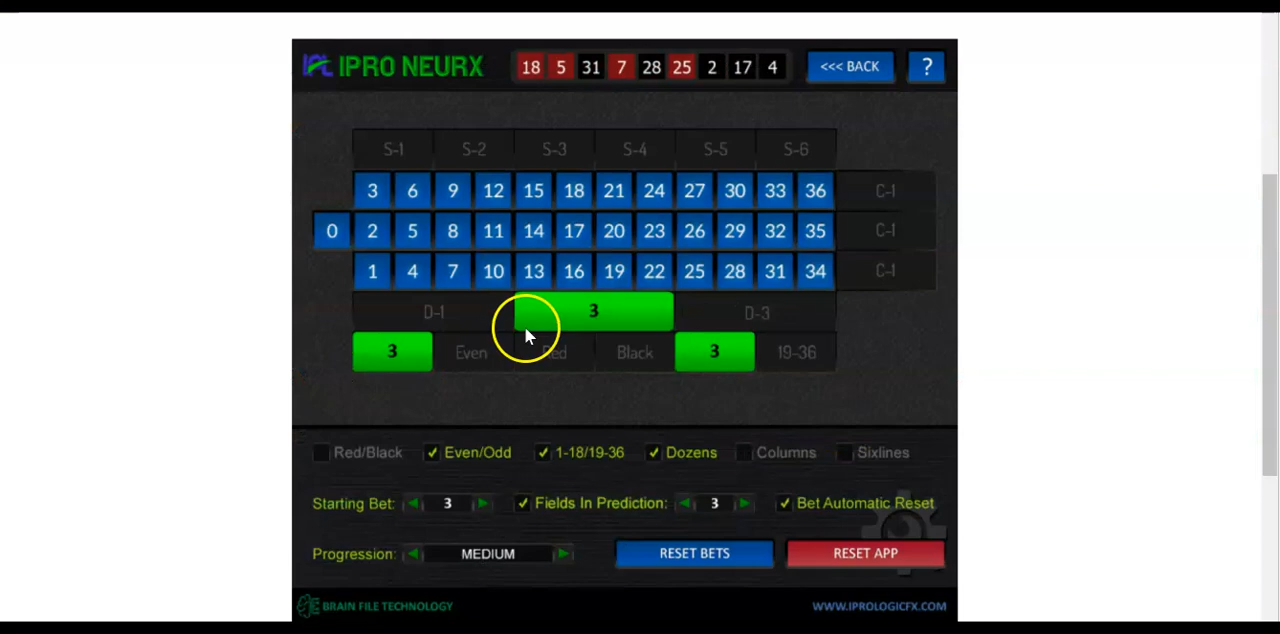 IPRO NEURX 18 5 31 7 28 25 2 17 4 <<< BACK ?
S-1 S-2 S-3 S-4 S-5 S-6
3 6 9 12 15 18 21 24 27 30 33 36 C-1
0 2 5 8 11 14 17 20 23 26 29 32 35 C-1
1 4 7 10 13 16 19 22 25 28 31 34 C-1
D-1 3 D-3
3 Even Red Black 3 19-36
Red/Black Even/Odd 1-18/19-36 Dozens Columns Sixlines
Starting Bet: 3 Fields In Prediction: 3 Bet Automatic Reset
Progression: MEDIUM RESET BETS RESET APP
BRAIN FILE TECHNOLOGY WWW.IPROLOGICFX.COM